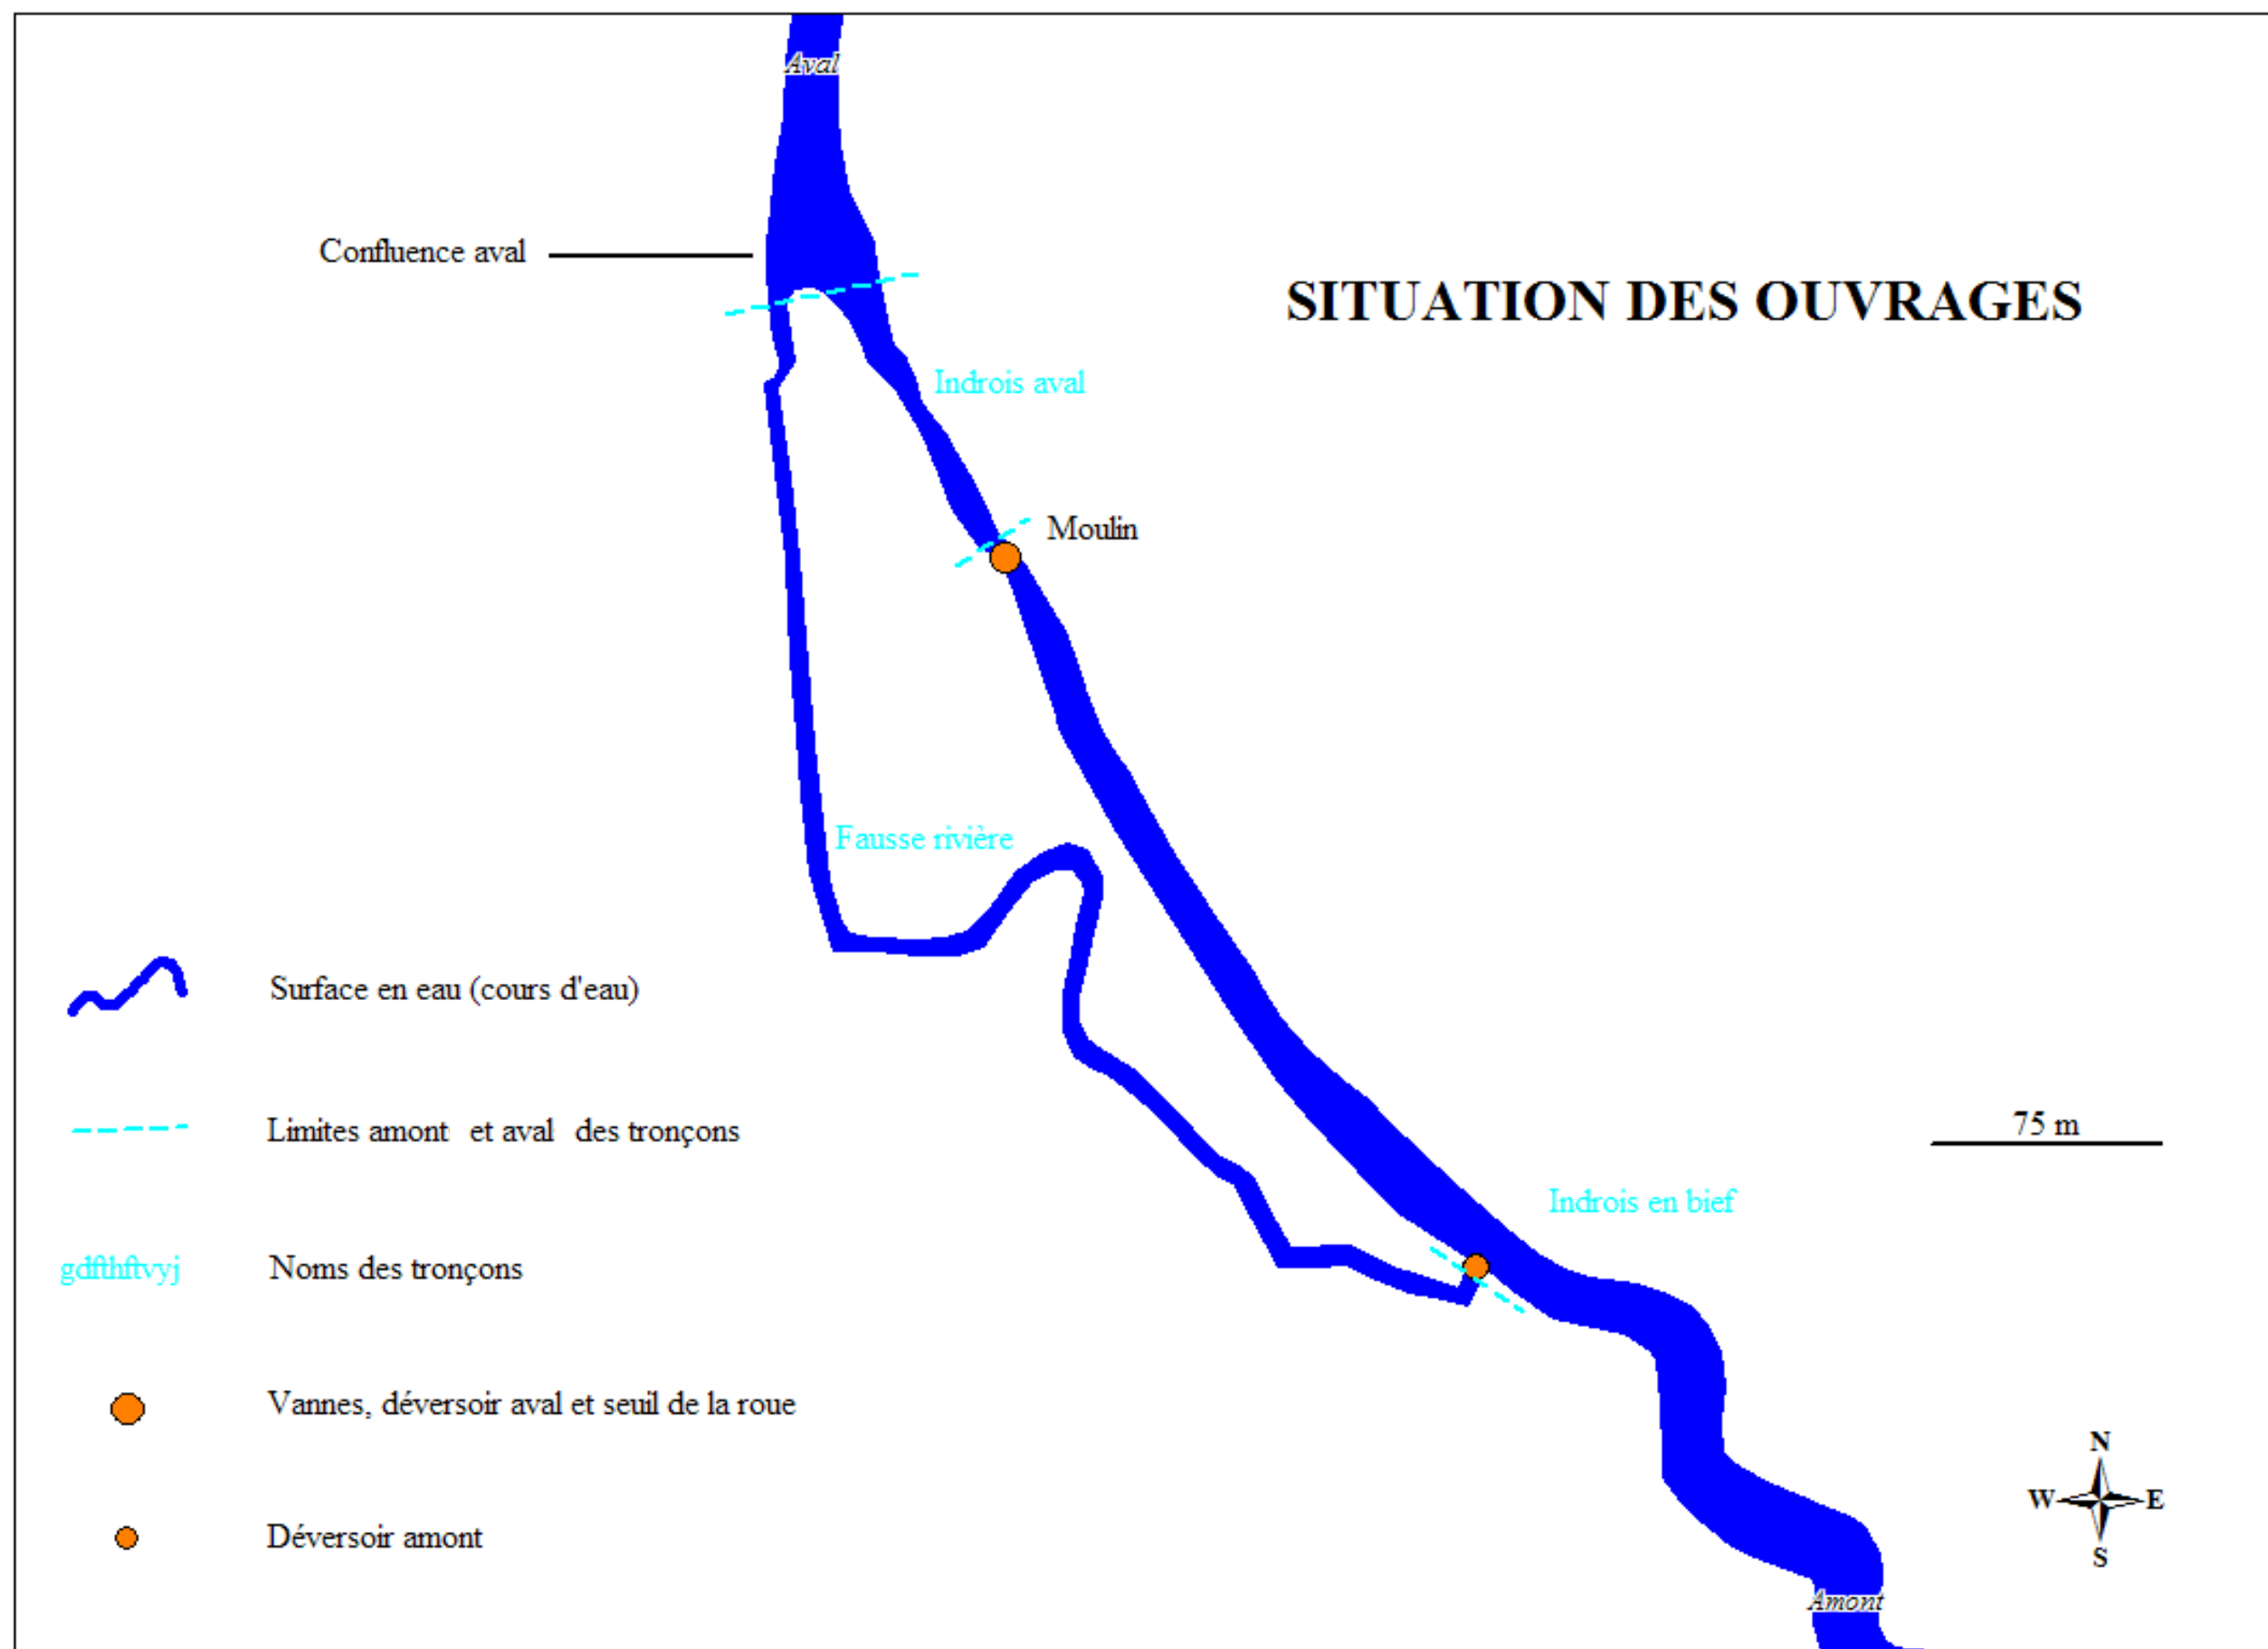 Aval
Confluence aval
SITUATION DES OUVRAGES
Indrois aval
Moulin
Fausse rivière
Surface en eau (cours d'eau)
Limites amont et aval des tronçons
75 m
Indrois en bief
gdfthftvyj
Noms des tronçons
Vannes, déversoir aval et seuil de la roue
N
W E
S
Déversoir amont
Amont